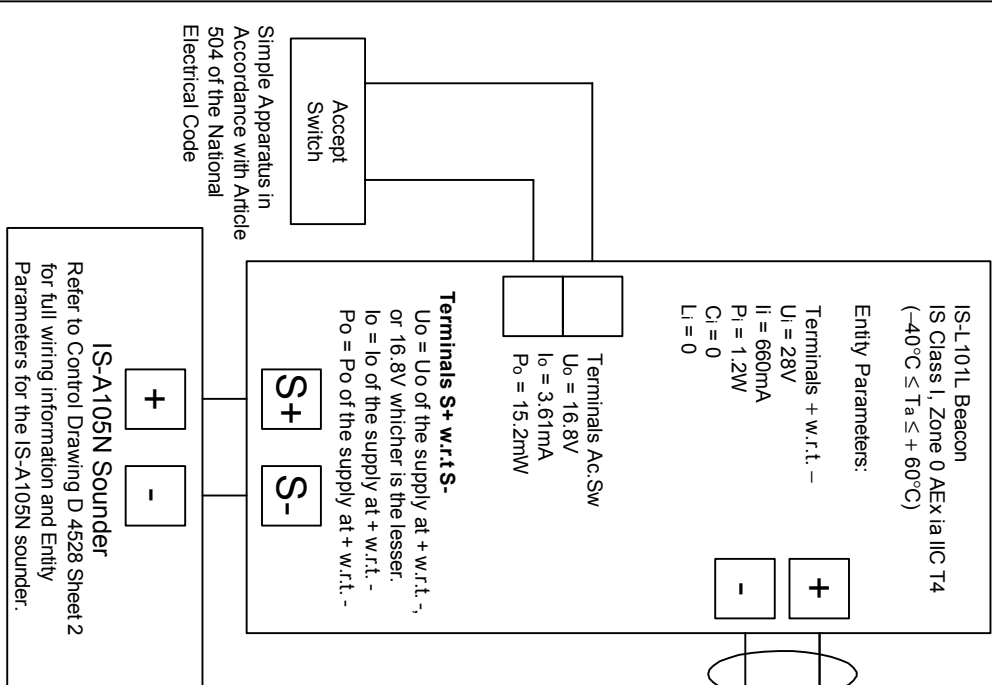 IS-L101L Beacon
IS Class I, Zone 0 AEx ia IIC T4
(–40°C ≤ Ta ≤ + 60°C)
Entity Parameters:
Terminals + w.r.t. –
Ui = 28V
Ii = 660mA
Pi = 1.2W
Ci = 0
Li = 0
+
-
Terminals Ac.Sw
Uo = 16.8V
Io = 3.61mA
Po = 15.2mW
Accept
Switch
Simple Apparatus in
Accordance with Article
504 of the National
Electrical Code
Terminals S+ w.r.t S-
Uo = Uo of the supply at + w.r.t. -,
or 16.8V whicher is the lesser.
Io = Io of the supply at + w.r.t. -
Po = Po of the supply at + w.r.t. -
S+
S-
+
-
IS-A105N Sounder
Refer to Control Drawing D 4528 Sheet 2
for full wiring information and Entity
Parameters for the IS-A105N sounder.